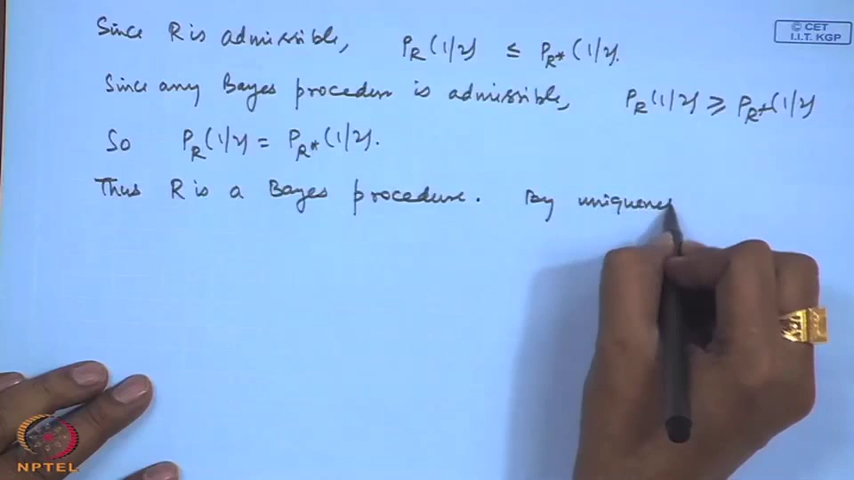 Since R is admissible, P_R(1/2) ≤ P_R*(1/2).
Since any Bayes procedure is admissible, P_R(1/2) ≥ P_R*(1/2)
So P_R(1/2) = P_R*(1/2).
Thus R is a Bayes procedure. By uniquenes
© CET
I.I.T. KGP
NPTEL